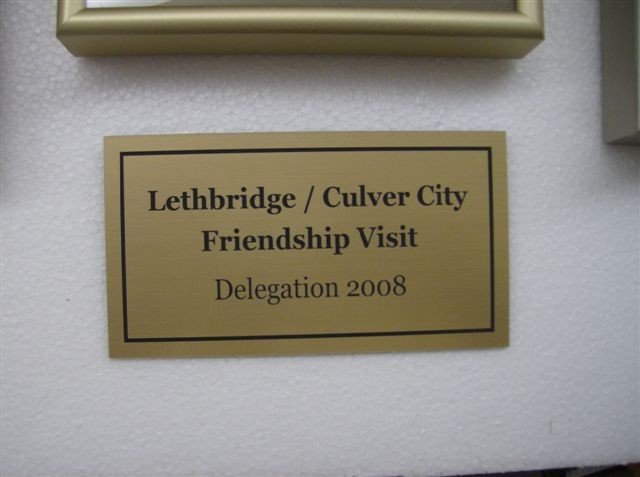 Lethbridge / Culver City
Friendship Visit
Delegation 2008